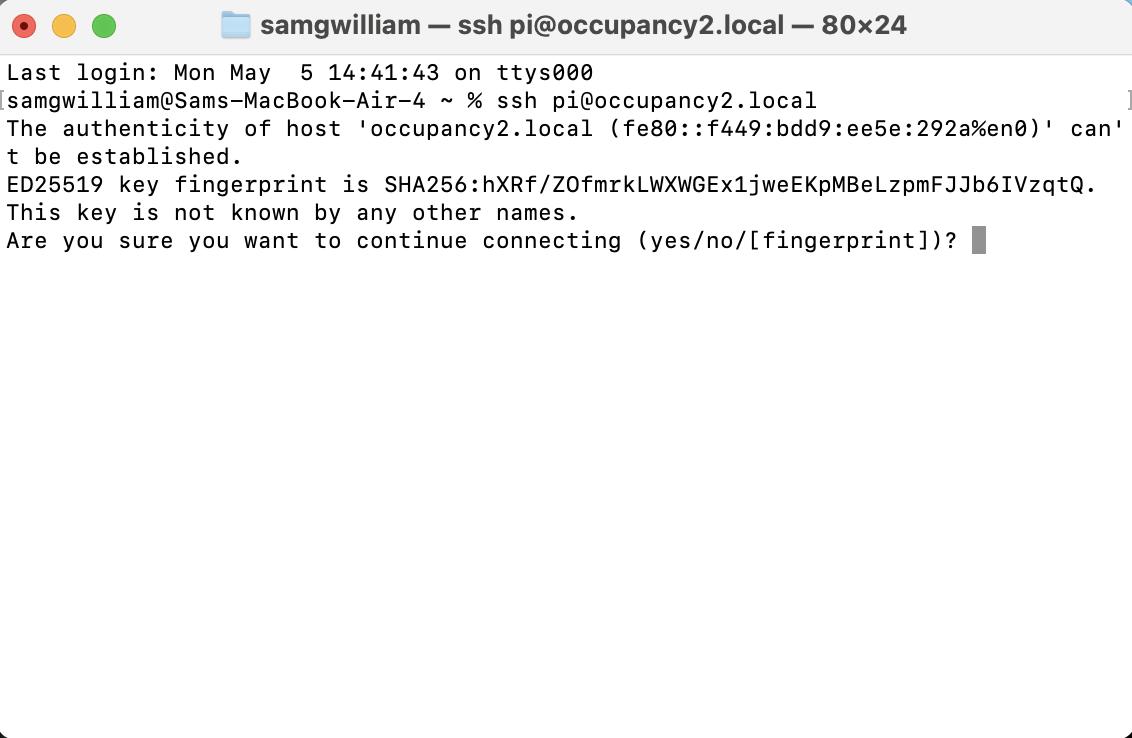 samgwilliam — ssh pi@occupancy2.local — 80×24
Last login: Mon May  5 14:41:43 on ttys000
[samgwilliam@Sams-MacBook-Air-4 ~ % ssh pi@occupancy2.local ]
The authenticity of host 'occupancy2.local (fe80::f449:bdd9:ee5e:292a%en0)' can'
t be established.
ED25519 key fingerprint is SHA256:hXRf/ZOfmrkLWXWGEx1jweEKpMBeLzpmFJJb6IVzqtQ.
This key is not known by any other names.
Are you sure you want to continue connecting (yes/no/[fingerprint])?